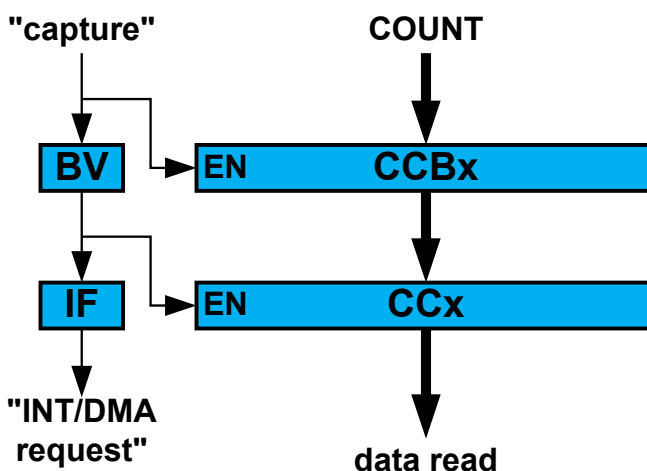 "capture"
COUNT
BV
EN
CCBx
IF
EN
CCx
"INT/DMA
request"
data read